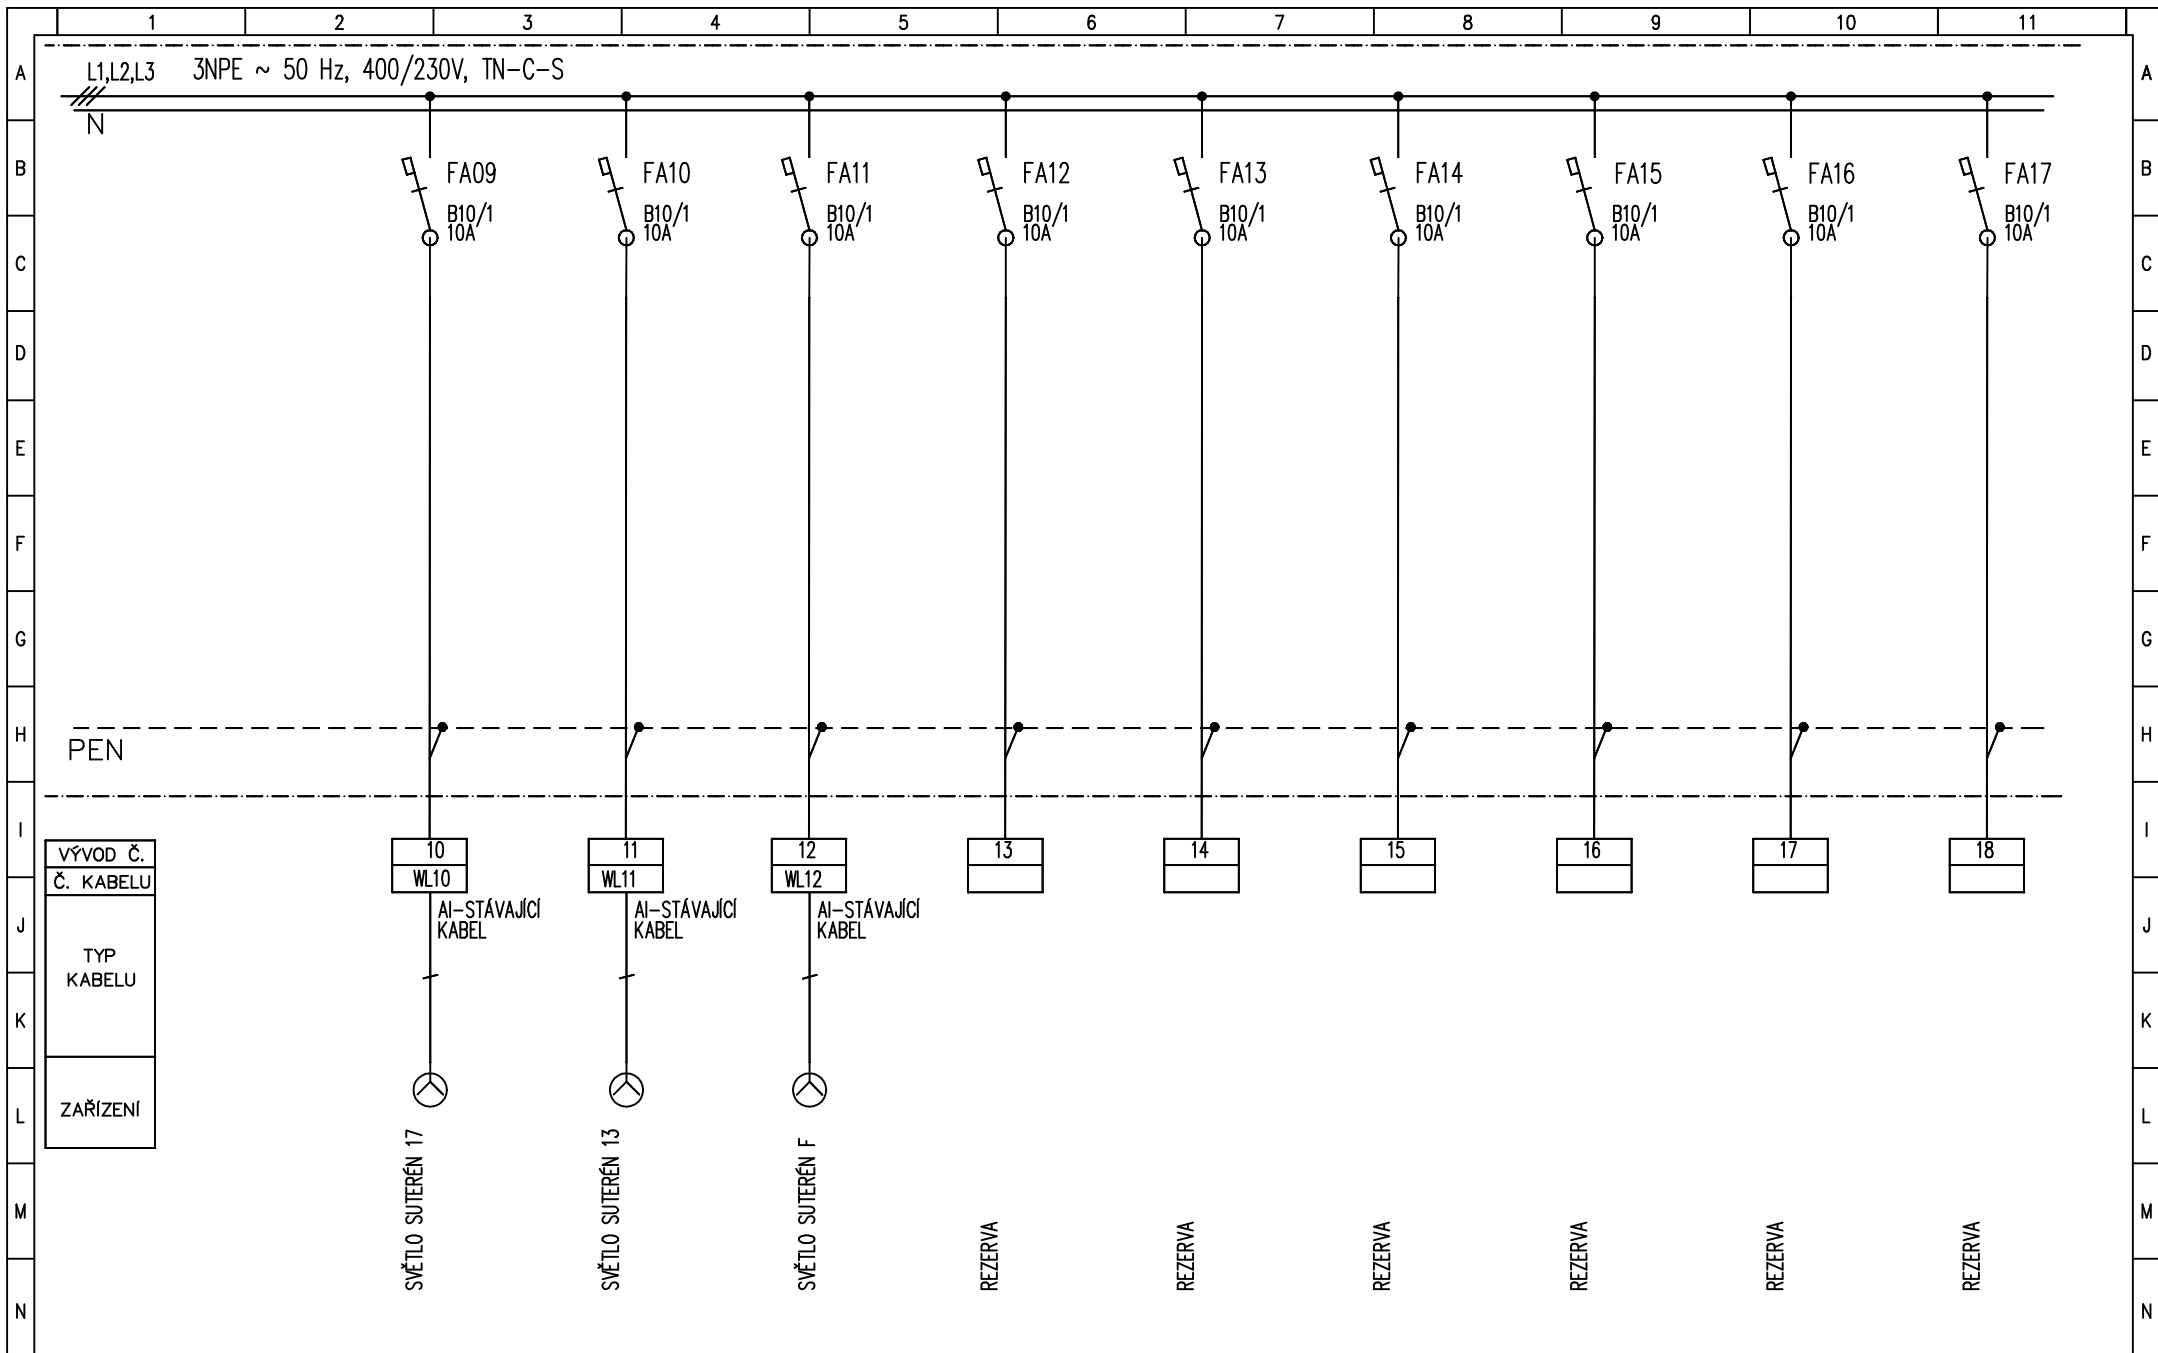 1 2 3 4 5 6 7 8 9 10 11
A L1,L2,L3 3NPE ~ 50 Hz, 400/230V, TN-C-S A
N
B FA09 FA10 FA11 FA12 FA13 FA14 FA15 FA16 FA17 B
B10/1 B10/1 B10/1 B10/1 B10/1 B10/1 B10/1 B10/1 B10/1
10A 10A 10A 10A 10A 10A 10A 10A 10A
C C
D D
E E
F F
G G
H H
PEN
I I
VÝVOD Č. 10 11 12 13 14 15 16 17 18
Č. KABELU WL10 WL11 WL12
AI-STÁVAJÍCÍ AI-STÁVAJÍCÍ AI-STÁVAJÍCÍ
J KABEL KABEL KABEL J
TYP
KABELU
K K
L ZAŘÍZENÍ L
SVĚTLO SUTERÉN 17
SVĚTLO SUTERÉN 13
SVĚTLO SUTERÉN F
REZERVA
REZERVA
REZERVA
REZERVA
REZERVA
REZERVA
M M
N N